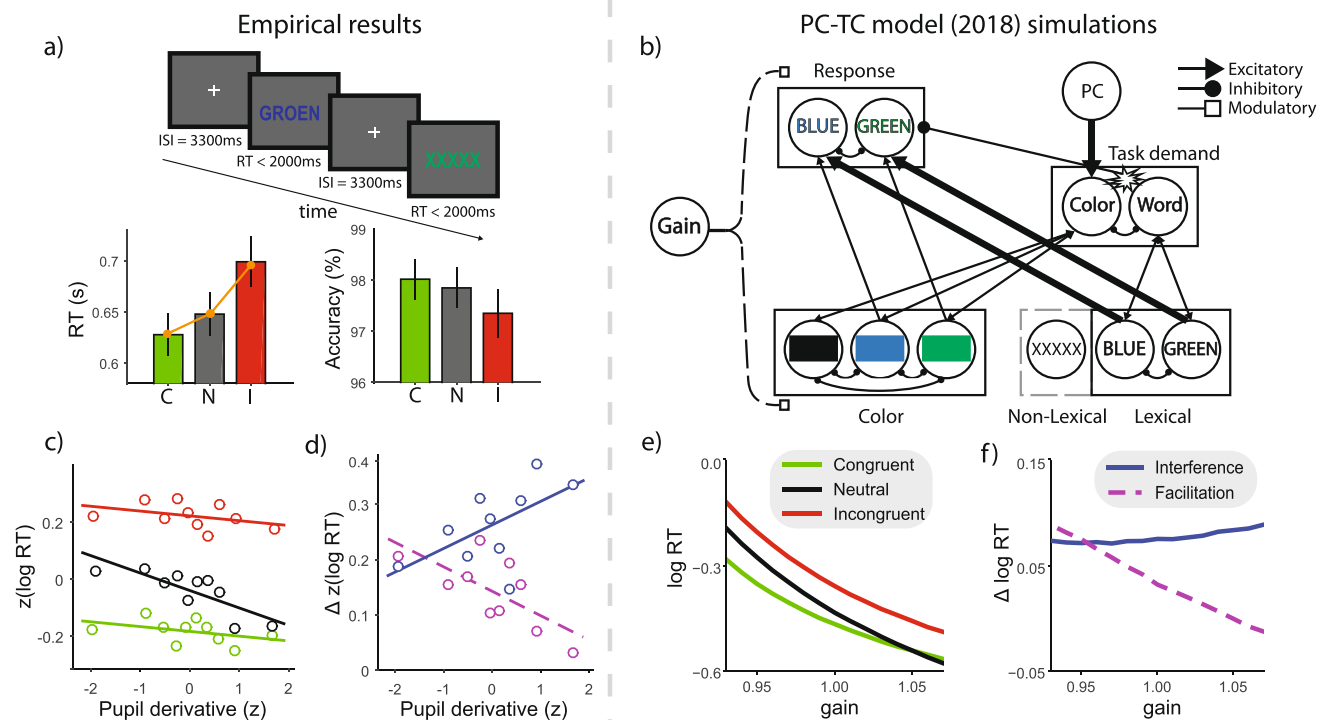 Empirical results
PC-TC model (2018) simulations
a)
+
GROEN
+
XXXXX
ISI = 3300ms
RT < 2000ms
ISI = 3300ms
RT < 2000ms
time
RT (s)
0.7
0.65
0.6
C N I
Accuracy (%)
99
98
97
96
C N I
b)
Response
BLUE GREEN
PC
Excitatory
Inhibitory
Modulatory
Task demand
Color Word
Gain
XXXXX BLUE GREEN
Color
Non-Lexical Lexical
c)
z(log RT)
0.2
0
-0.2
-2 -1 0 1 2
Pupil derivative (z)
d)
Δ z(log RT)
0.4
0.3
0.2
0.1
0
-2 -1 0 1 2
Pupil derivative (z)
e)
Congruent
Neutral
Incongruent
log RT
0.0
−0.3
−0.6
0.95 1.00 1.05
gain
f)
Interference
Facilitation
Δ log RT
0.15
0.05
−0.05
0.95 1.00 1.05
gain